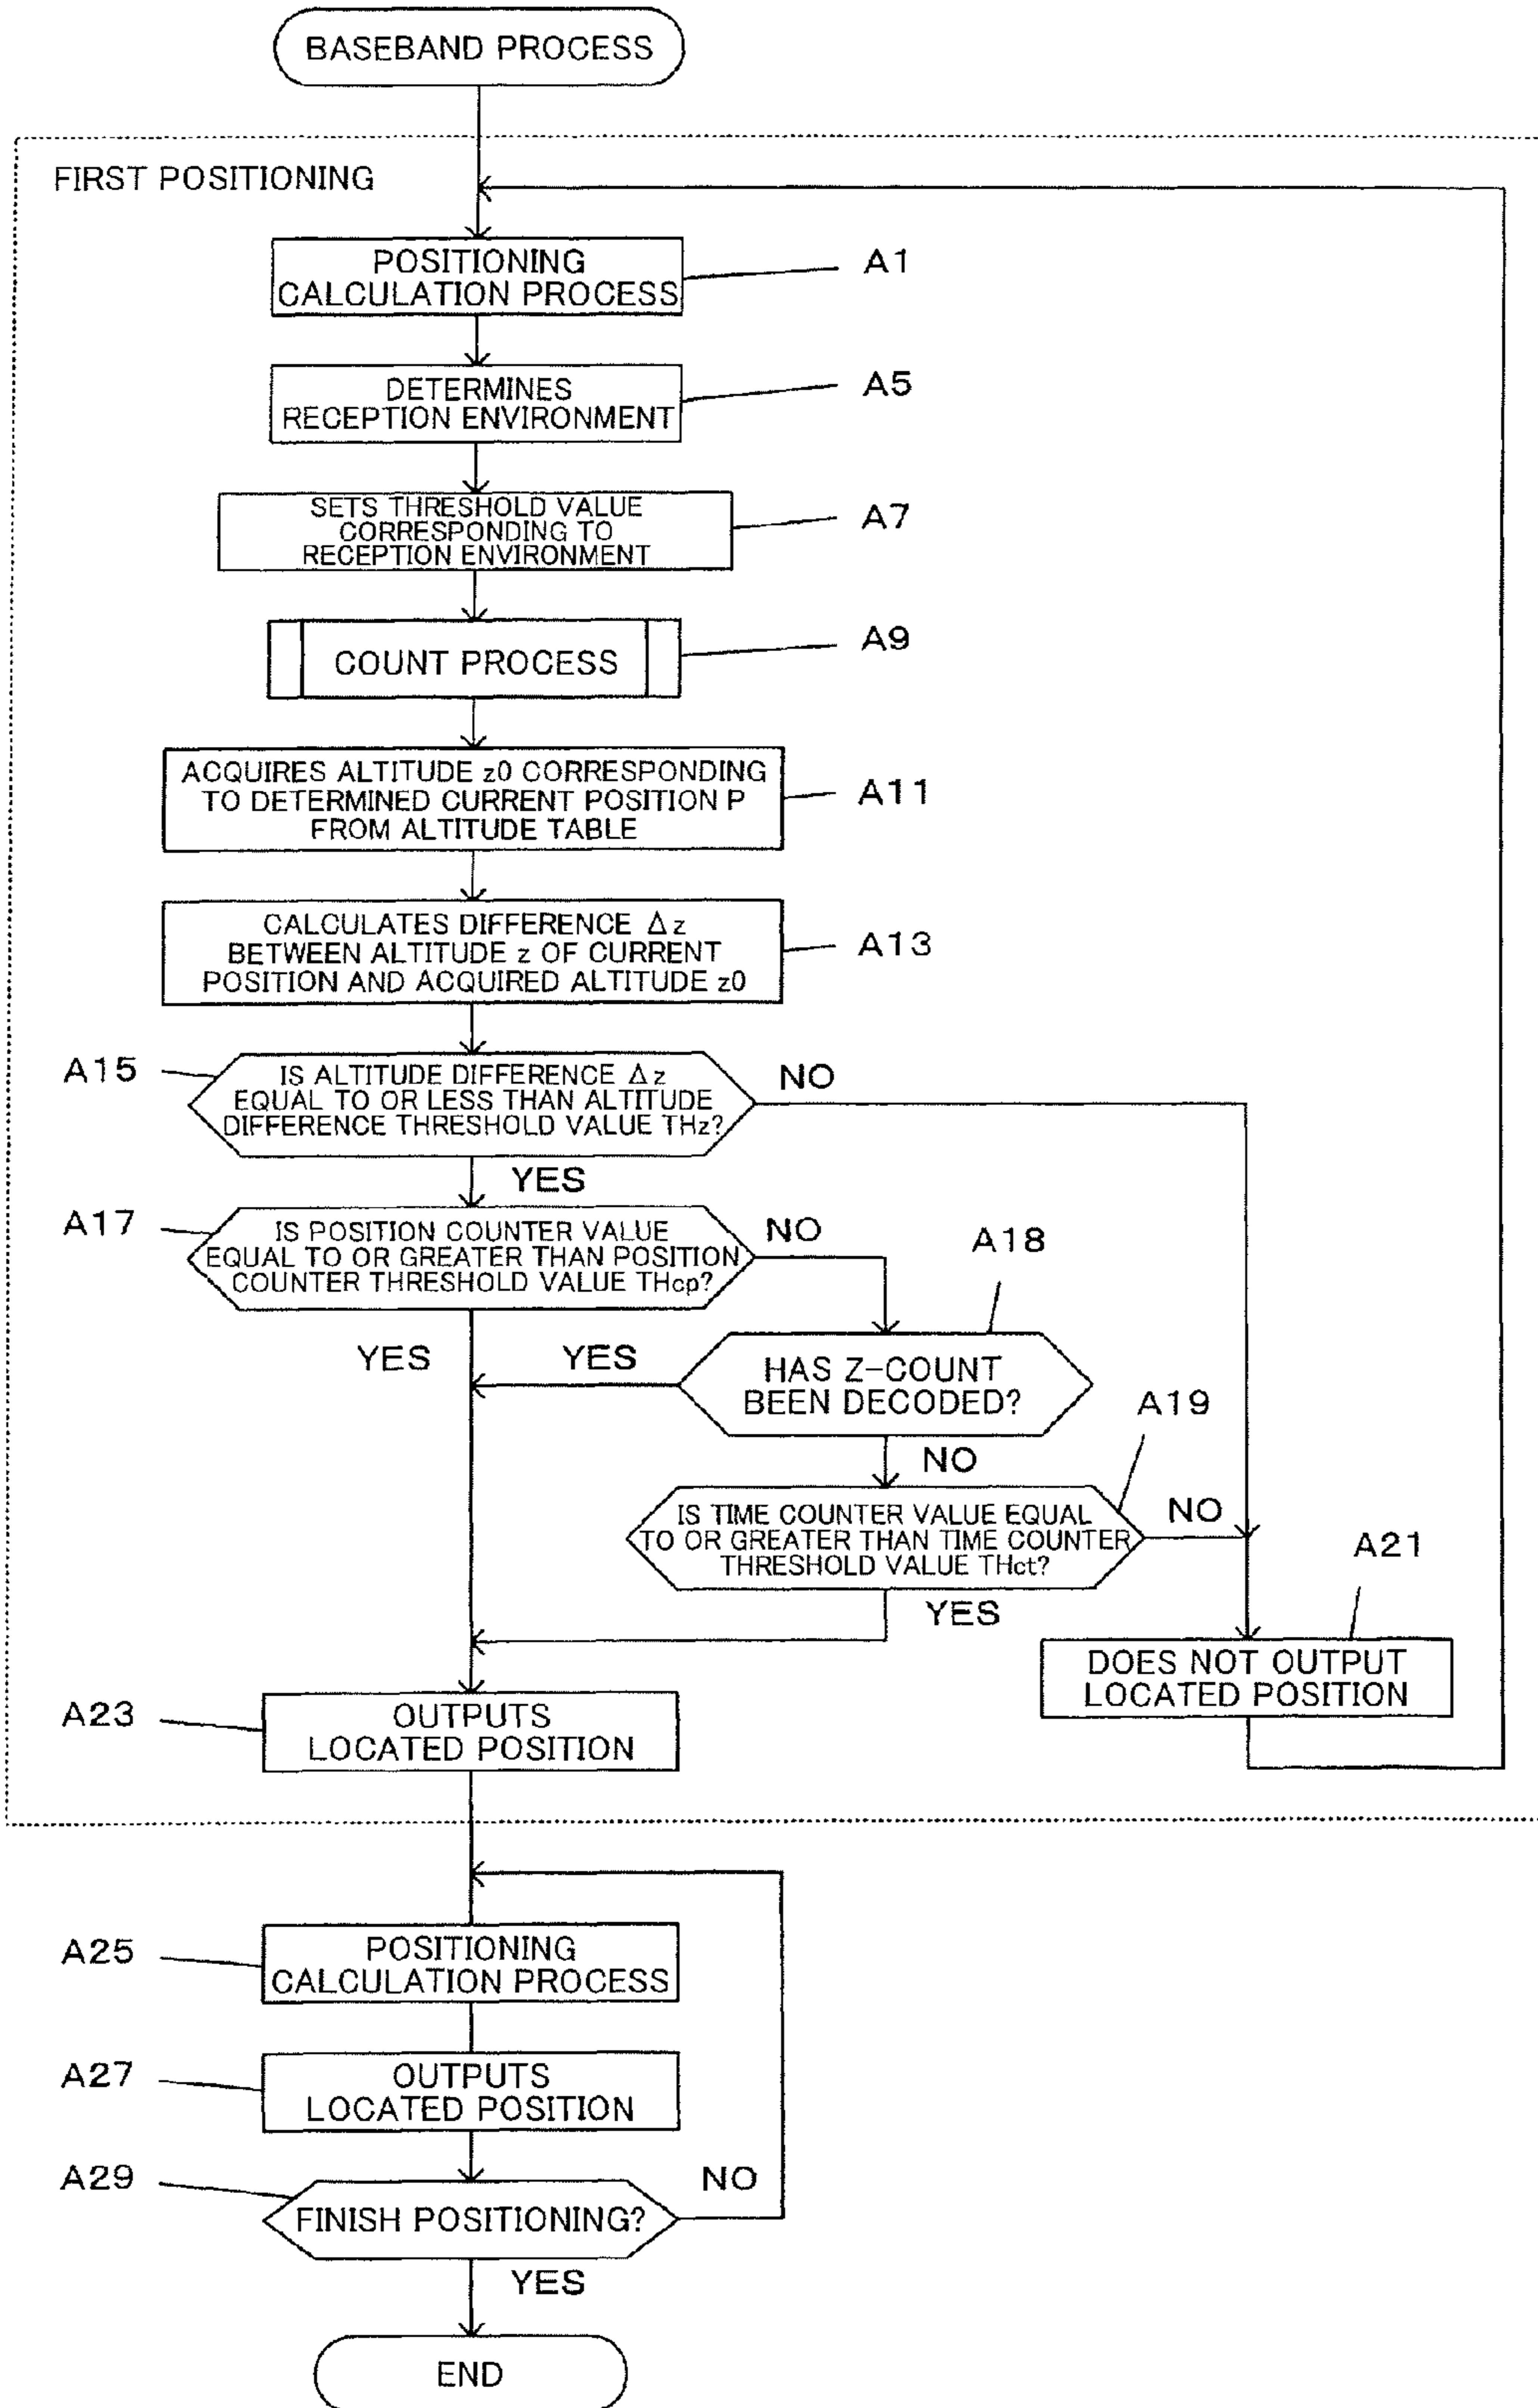 BASEBAND PROCESS
FIRST POSITIONING
POSITIONING
CALCULATION PROCESS
A1
DETERMINES
RECEPTION ENVIRONMENT
A5
SETS THRESHOLD VALUE
CORRESPONDING TO
RECEPTION ENVIRONMENT
A7
COUNT PROCESS
A9
ACQUIRES ALTITUDE z0 CORRESPONDING
TO DETERMINED CURRENT POSITION P
FROM ALTITUDE TABLE
A11
CALCULATES DIFFERENCE Δz
BETWEEN ALTITUDE z OF CURRENT
POSITION AND ACQUIRED ALTITUDE z0
A13
A15
IS ALTITUDE DIFFERENCE Δz
EQUAL TO OR LESS THAN ALTITUDE
DIFFERENCE THRESHOLD VALUE THz?
NO
YES
A17
IS POSITION COUNTER VALUE
EQUAL TO OR GREATER THAN POSITION
COUNTER THRESHOLD VALUE THcp?
NO
A18
YES
YES
HAS Z-COUNT
BEEN DECODED?
A19
NO
IS TIME COUNTER VALUE EQUAL
TO OR GREATER THAN TIME COUNTER
THRESHOLD VALUE THct?
NO
A21
YES
DOES NOT OUTPUT
LOCATED POSITION
A23
OUTPUTS
LOCATED POSITION
A25
POSITIONING
CALCULATION PROCESS
A27
OUTPUTS
LOCATED POSITION
A29
NO
FINISH POSITIONING?
YES
END